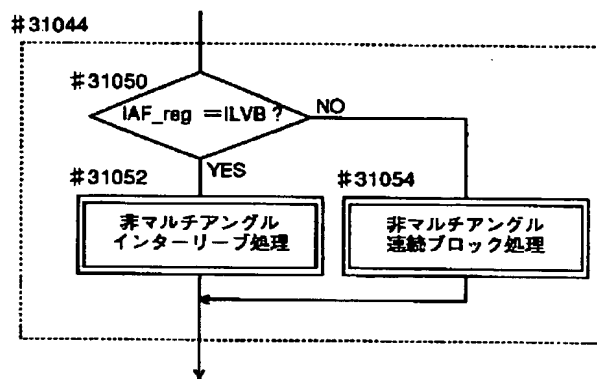 #31044
#31050
IAF_reg =ILVB ?
NO
YES
#31052
#31054
非マルチアングル
インターリーブ処理
非マルチアングル
連続ブロック処理